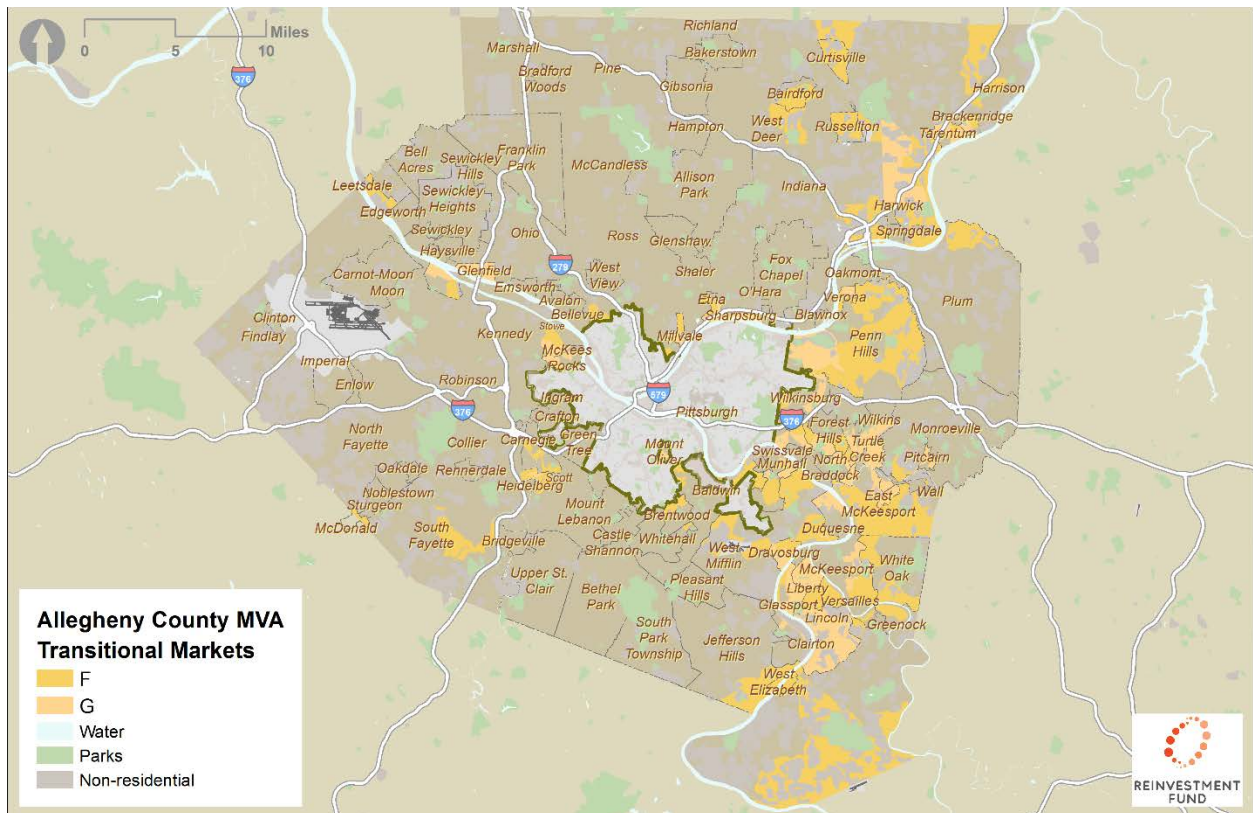 0
5
10
Miles
376
Richland
Marshall
Bakerstown
Curtisville
Bradford
Woods
Pine
Gibsonia
Bairdford
Harrison
West
Deer
Brackenridge
Russellton
Tarentum
Hampton
Bell
Acres
Sewickley
Hills
Franklin
Park
McCandless
Allison
Park
Indiana
Leetsdale
Sewickley
Heights
Edgeworth
Harwick
Springdale
Sewickley
Ohio
Ross
Glenshaw
Haysville
279
Fox
Chapel
Carnot-Moon
Moon
Glenfield
West
View
Shaler
Oakmont
Emsworth
O'Hara
Plum
Avalon
Etna
Verona
Bellevue
Sharpsburg
Blawnox
Clinton
Findlay
Kennedy
Stowe
Millvale
Penn
Hills
McKees
Rocks
Imperial
Enlow
Robinson
579
Wilkinsburg
376
Ingram
Crafton
Pittsburgh
376
Forest
Hills
Wilkins
North
Fayette
Collier
Carnegie
Green
Tree
Mount
Oliver
Swissvale
Turtle
Creek
Monroeville
Munhall
North
Braddock
Pitcairn
Oakdale
Rennerdale
Scott
Heidelberg
Baldwin
East
McKeesport
Wall
Noblestown
Sturgeon
Mount
Lebanon
Brentwood
McDonald
South
Fayette
Bridgeville
Castle
Shannon
Whitehall
Duquesne
West
Mifflin
Dravosburg
White
Oak
McKeesport
Upper St.
Clair
Bethel
Park
Pleasant
Hills
Liberty
Glassport
Versailles
Lincoln
Greenock
South
Park
Township
Jefferson
Hills
Clairton
West
Elizabeth
Allegheny County MVA
Transitional Markets
F
G
Water
Parks
Non-residential
REINVESTMENT
FUND